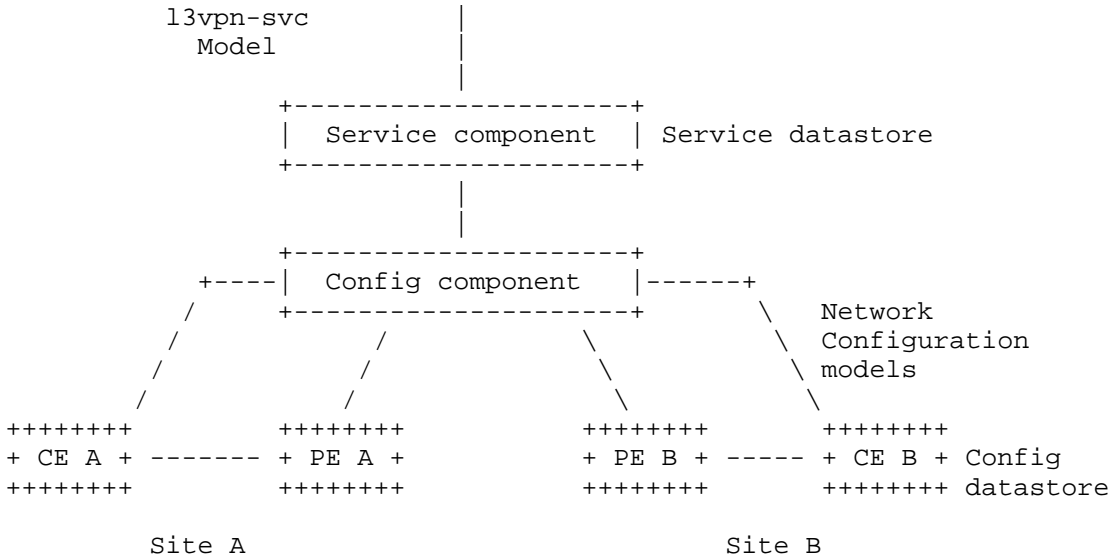 l3vpn-svc
Model
Service component Service datastore
Config component
Network
Configuration
models
CE A PE A PE B CE B Config
datastore
Site A Site B